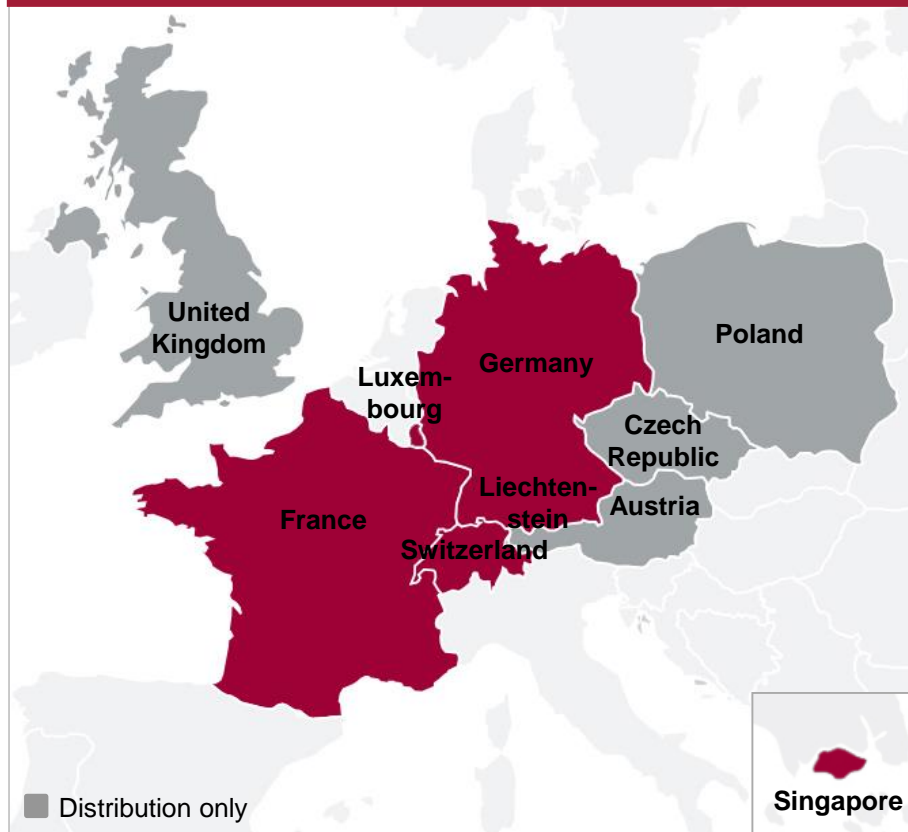 United
Kingdom
Poland
Germany
Luxem-
bourg
Czech
Republic
Liechten-
stein
Austria
France
Switzerland
Distribution only
Singapore